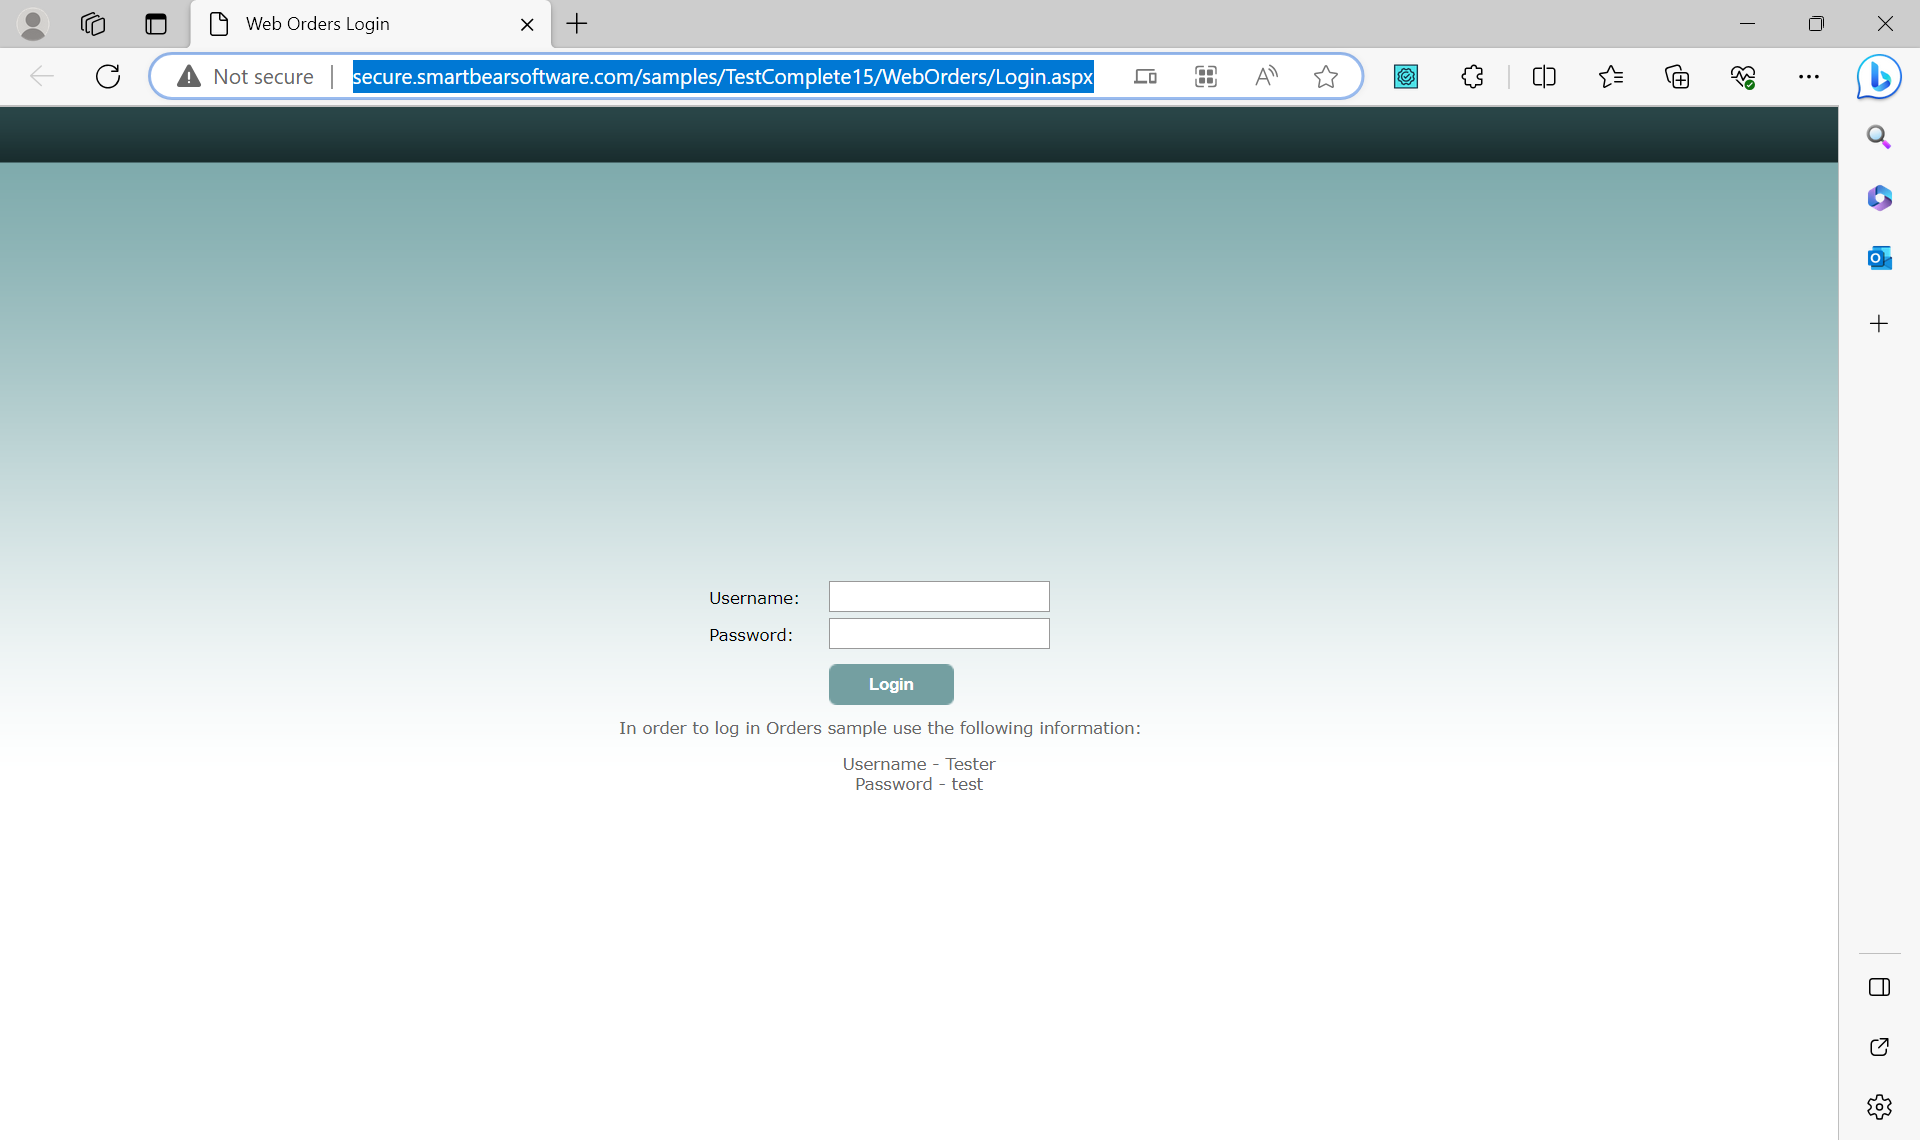 Web Orders Login
Not secure
secure.smartbearsoftware.com/samples/TestComplete15/WebOrders/Login.aspx
Username:
Password:
Login
In order to log in Orders sample use the following information:
Username - Tester
Password - test